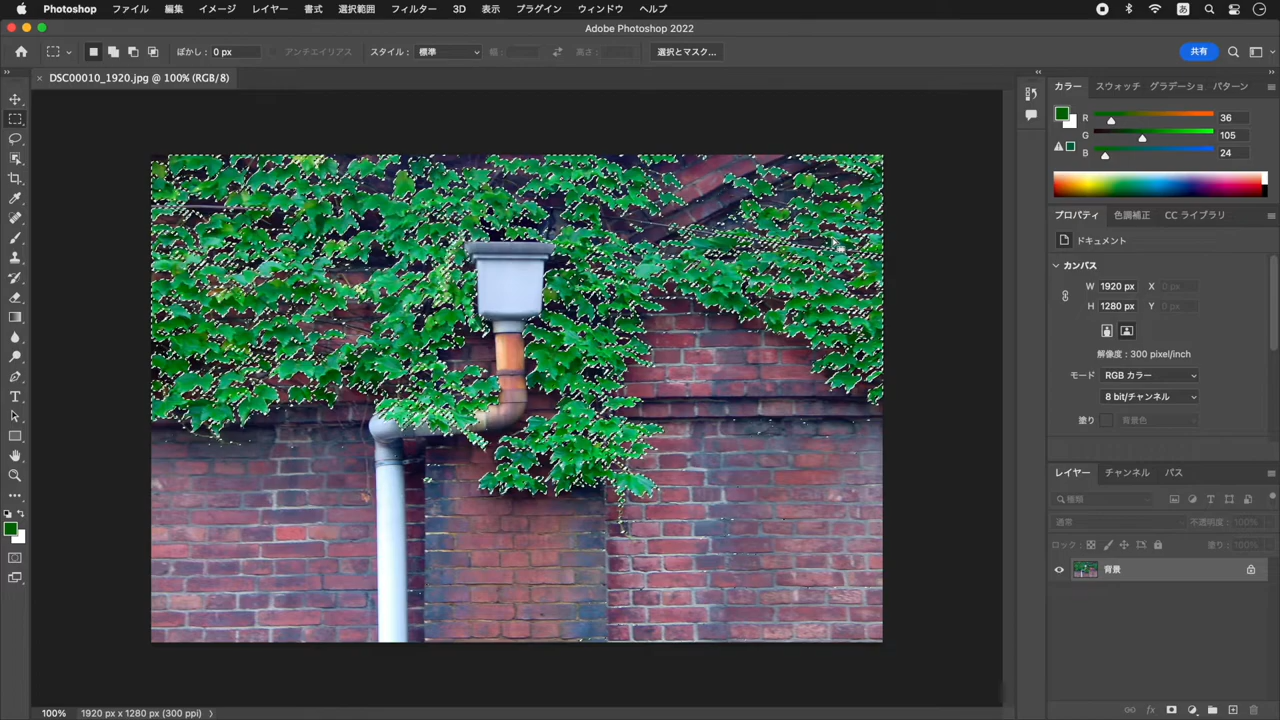 Photoshop ファイル 編集 イメージ レイヤー 書式 選択範囲 フィルター 3D 表示 プラグイン ウィンドウ ヘルプ あ
Adobe Photoshop 2022
ぼかし: 0 px アンチエイリアス スタイル: 標準 幅: 高さ: 選択とマスク... 共有
DSC00010_1920.jpg @ 100% (RGB/8)
カラー スウォッチ グラデーショ パターン
R 36
G 105
B 24
プロパティ 色調補正 CC ライブラリ
ドキュメント
カンバス
W 1920 px X 0 px
H 1280 px Y 0 px
解像度: 300 pixel/inch
モード RGB カラー
8 bit/チャンネル
塗り 背景色
レイヤー チャンネル パス
種類
通常 不透明度: 100%
ロック: 塗り: 100%
背景
100% 1920 px x 1280 px (300 ppi)